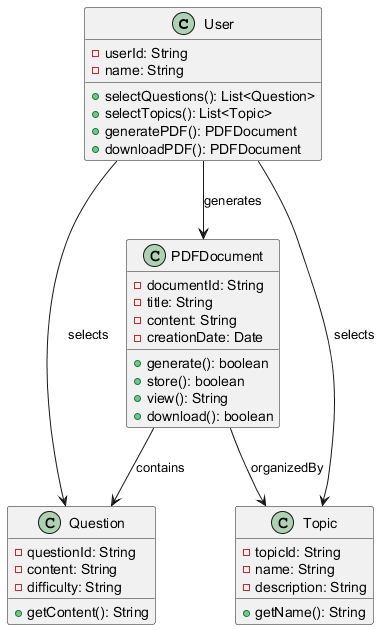 C User
userId: String
name: String
selectQuestions(): List<Question>
selectTopics(): List<Topic>
generatePDF(): PDFDocument
downloadPDF(): PDFDocument
generates
C PDFDocument
documentId: String
title: String
content: String
creationDate: Date
generate(): boolean
store(): boolean
view(): String
download(): boolean
selects
selects
contains
organizedBy
C Question
questionId: String
content: String
difficulty: String
getContent(): String
C Topic
topicId: String
name: String
description: String
getName(): String